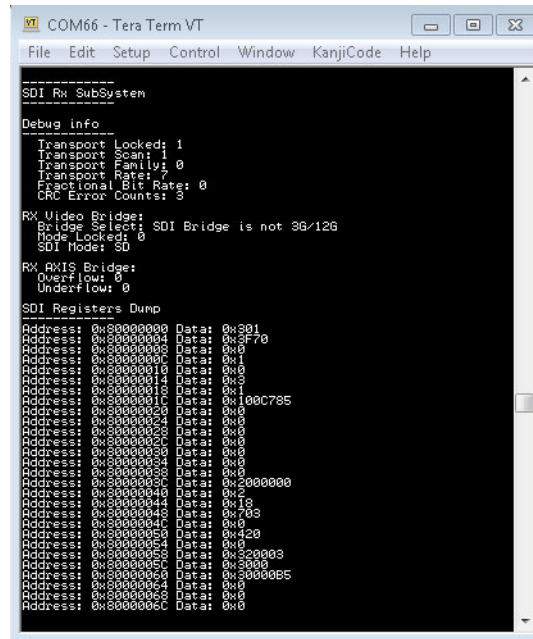 COM66 - Tera Term VT
File Edit Setup Control Window KanjiCode Help
------------
SDI Rx SubSystem
------------
Debug info
------------
Transport Locked: 1
Transport Scan: 1
Transport Family: 0
Transport Rate: 7
Fractional Bit Rate: 0
CRC Error Counts: 3
RX Video Bridge:
Bridge Select: SDI Bridge is not 3G/12G
Mode Locked: 0
SDI Mode: SD
RX AXIS Bridge:
Overflow: 0
Underflow: 0
SDI Registers Dump
------------
Address: 0x80000000 Data: 0x301
Address: 0x80000004 Data: 0x3F70
Address: 0x80000008 Data: 0x0
Address: 0x8000000C Data: 0x1
Address: 0x80000010 Data: 0x0
Address: 0x80000014 Data: 0x3
Address: 0x80000018 Data: 0x1
Address: 0x8000001C Data: 0x100C785
Address: 0x80000020 Data: 0x0
Address: 0x80000024 Data: 0x0
Address: 0x80000028 Data: 0x0
Address: 0x8000002C Data: 0x0
Address: 0x80000030 Data: 0x0
Address: 0x80000034 Data: 0x0
Address: 0x80000038 Data: 0x0
Address: 0x8000003C Data: 0x2000000
Address: 0x80000040 Data: 0x2
Address: 0x80000044 Data: 0x18
Address: 0x80000048 Data: 0x703
Address: 0x8000004C Data: 0x0
Address: 0x80000050 Data: 0x420
Address: 0x80000054 Data: 0x0
Address: 0x80000058 Data: 0x320003
Address: 0x8000005C Data: 0x3000
Address: 0x80000060 Data: 0x30000B5
Address: 0x80000064 Data: 0x0
Address: 0x80000068 Data: 0x0
Address: 0x8000006C Data: 0x0